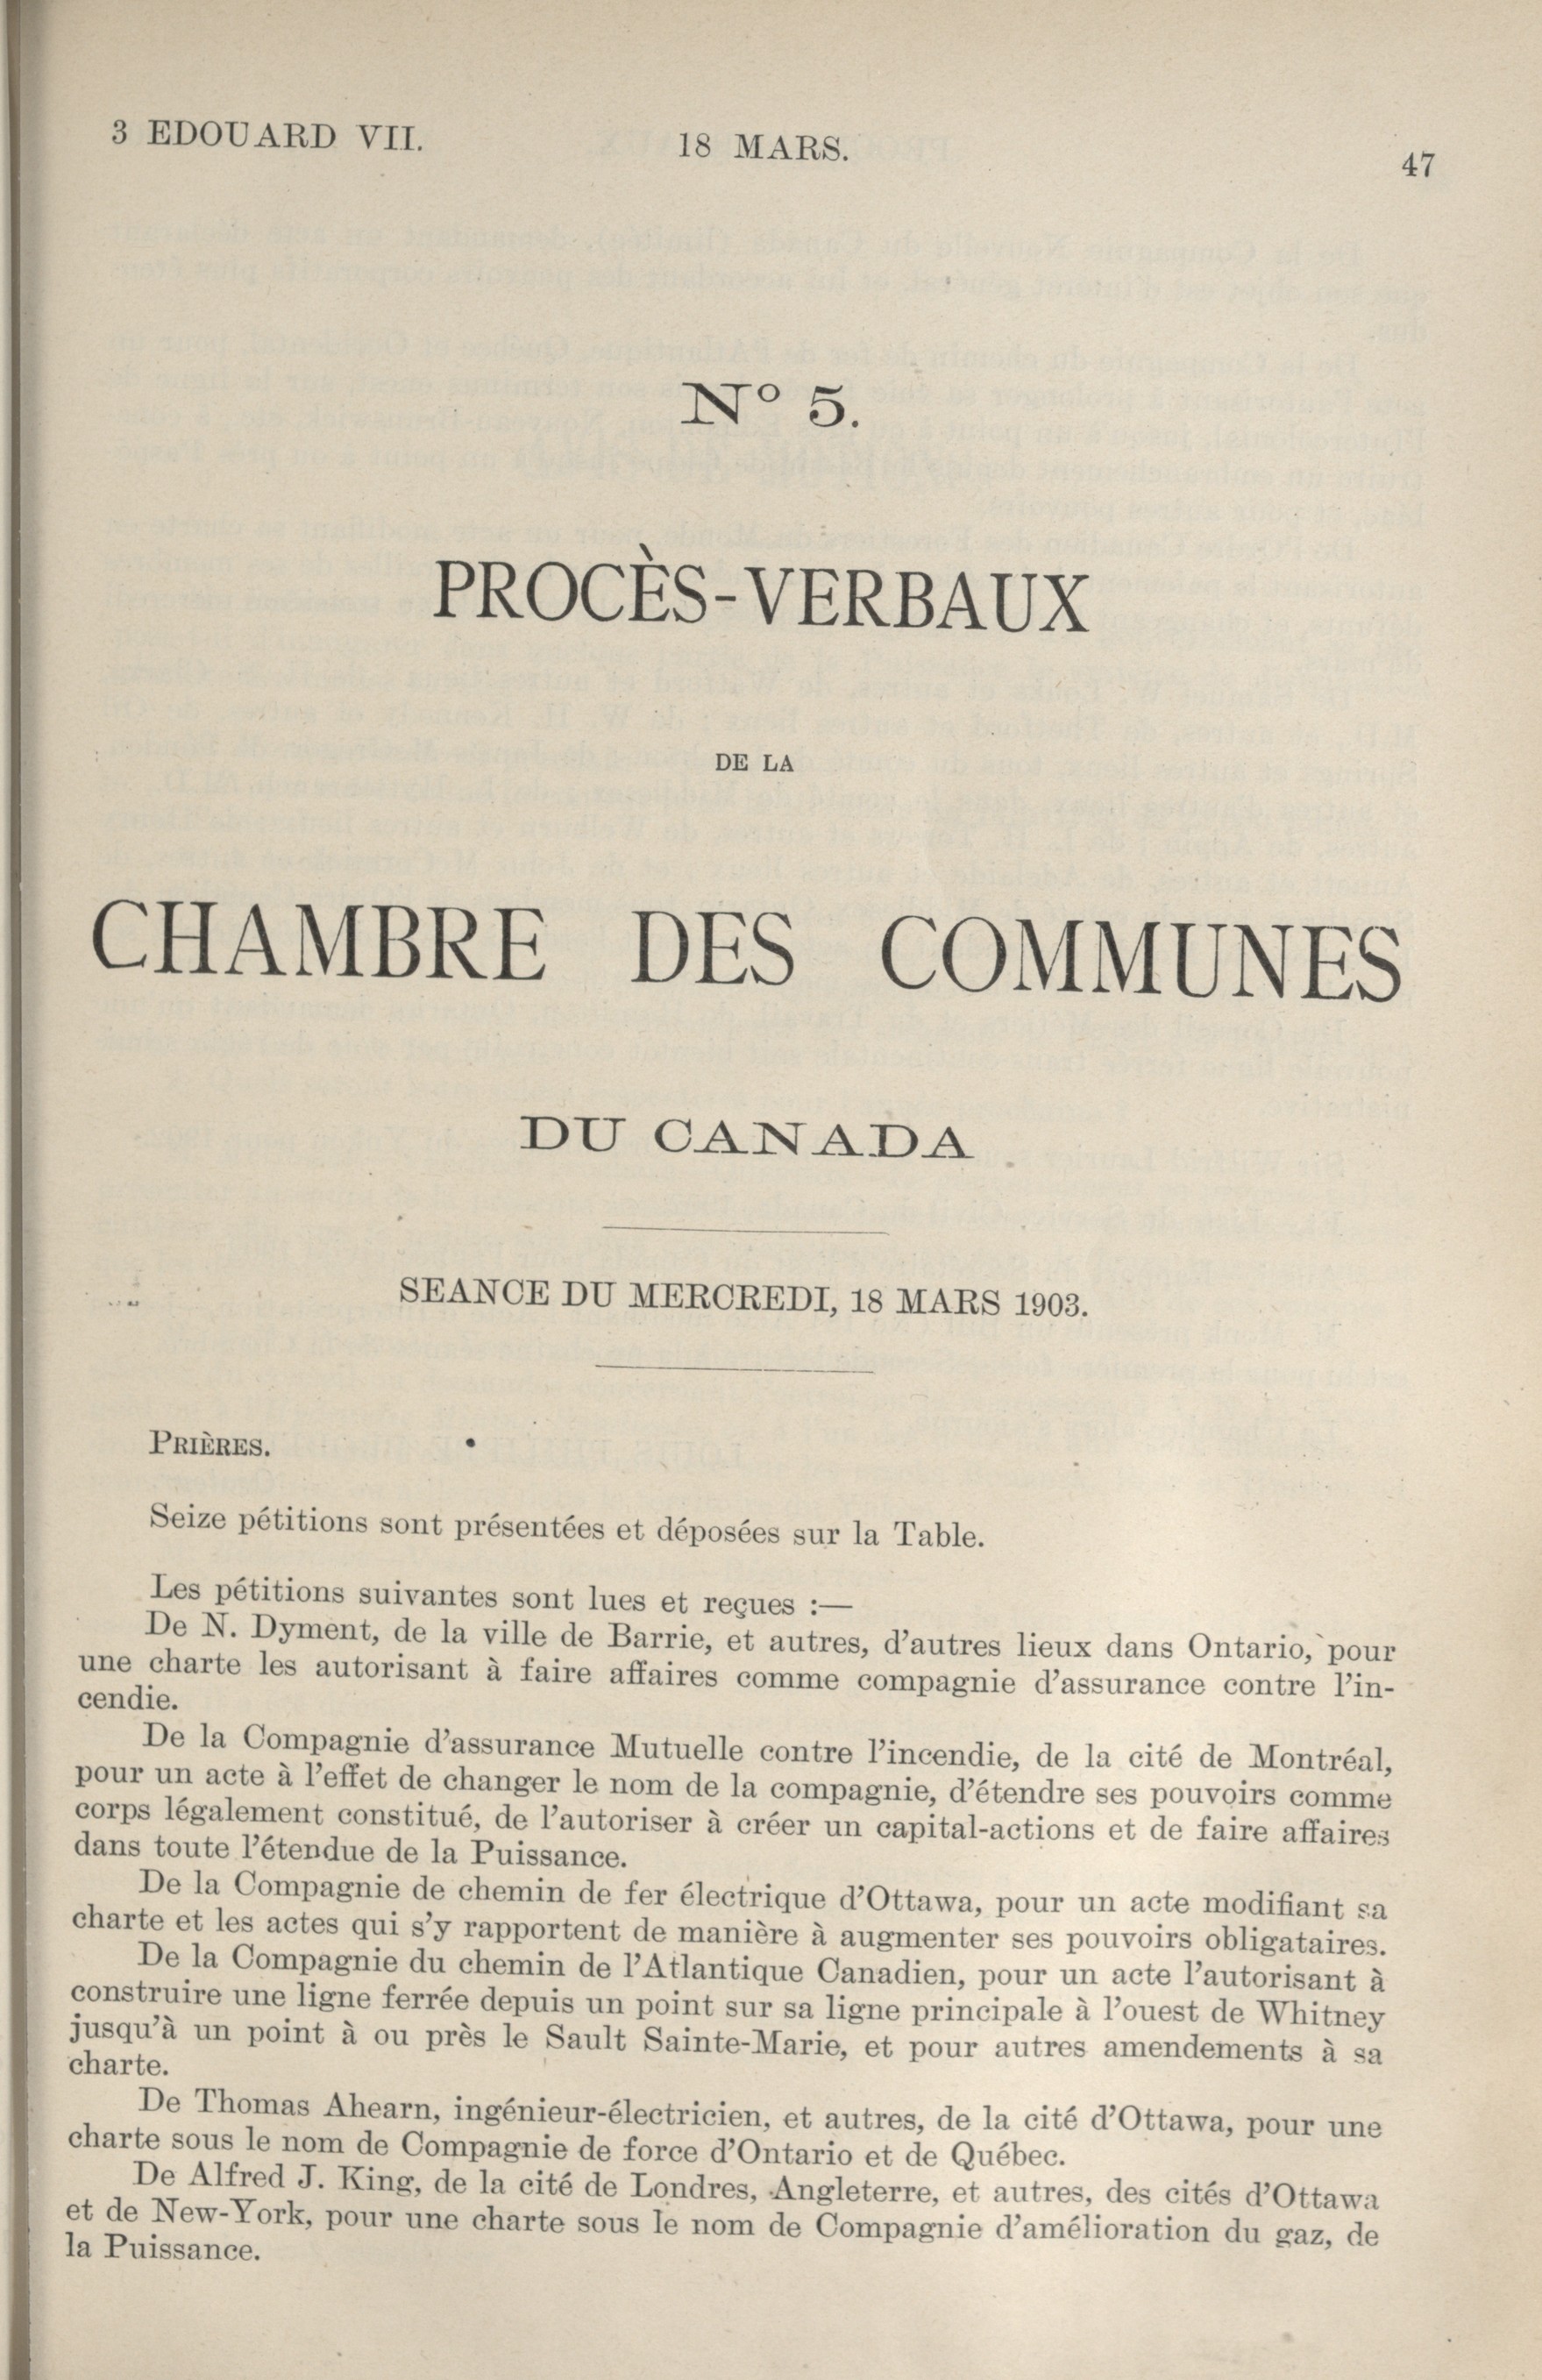 3 EDOUARD VII.
18 MARS.
47
N° 5.
PROCÈS-VERBAUX
DE LA
CHAMBRE DES COMMUNES
DU CANADA
SEANCE DU MERCREDI, 18 MARS 1903.
PRIÈRES.
Seize pétitions sont présentées et déposées sur la Table.
Les pétitions suivantes sont lues et reçues :—
De N. Dyment, de la ville de Barrie, et autres, d'autres lieux dans Ontario, pour
une charte les autorisant à faire affaires comme compagnie d'assurance contre l'in-
cendie.
De la Compagnie d'assurance Mutuelle contre l'incendie, de la cité de Montréal,
pour un acte à l'effet de changer le nom de la compagnie, d'étendre ses pouvoirs comme
corps légalement constitué, de l'autoriser à créer un capital-actions et de faire affaires
dans toute l'étendue de la Puissance.
De la Compagnie de chemin de fer électrique d'Ottawa, pour un acte modifiant sa
charte et les actes qui s'y rapportent de manière à augmenter ses pouvoirs obligataires.
De la Compagnie du chemin de l'Atlantique Canadien, pour un acte l'autorisant à
construire une ligne ferrée depuis un point sur sa ligne principale à l'ouest de Whitney
jusqu'à un point à ou près le Sault Sainte-Marie, et pour autres amendements à sa
charte.
De Thomas Ahearn, ingénieur-électricien, et autres, de la cité d'Ottawa, pour une
charte sous le nom de Compagnie de force d'Ontario et de Québec.
De Alfred J. King, de la cité de Londres, Angleterre, et autres, des cités d'Ottawa
et de New-York, pour une charte sous le nom de Compagnie d'amélioration du gaz, de
la Puissance.